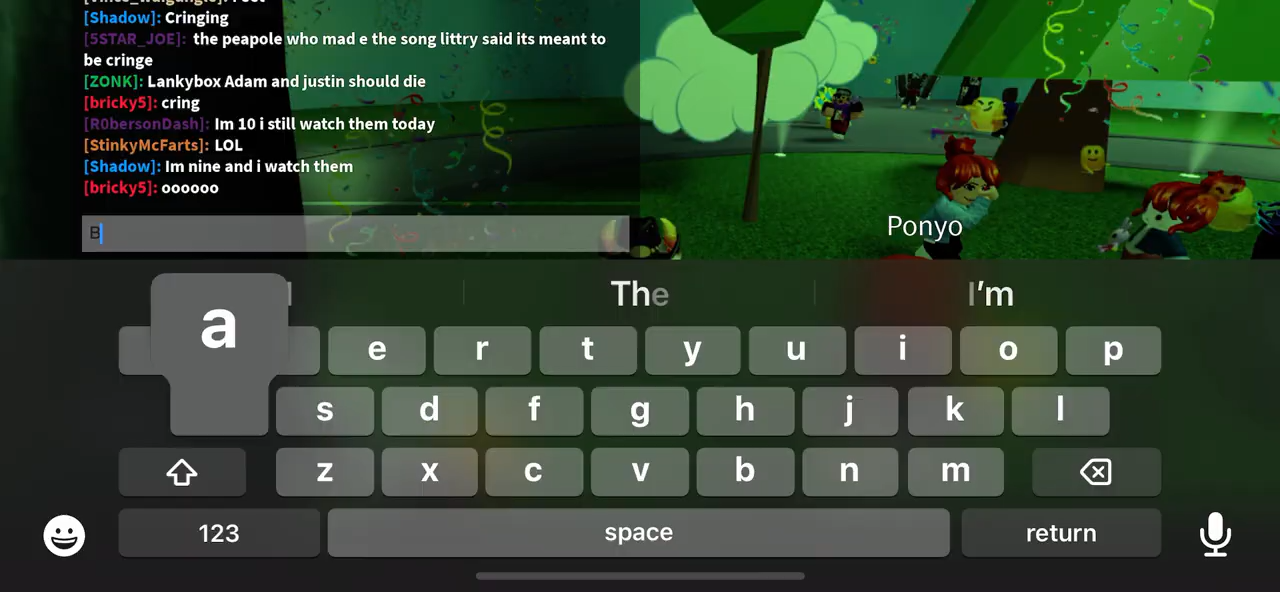 [Shadow]: Cringing
[5STAR_JOE]: the peapole who mad e the song littry said its meant to
be cringe
[ZONK]: Lankybox Adam and justin should die
[bricky5]: cring
[R0bersonDash]: Im 10 i still watch them today
[StinkyMcFarts]: LOL
[Shadow]: Im nine and i watch them
[bricky5]: oooooo
B
Ponyo
The I'm
a
e r t y u i o p
s d f g h j k l
z x c v b n m
123 space return